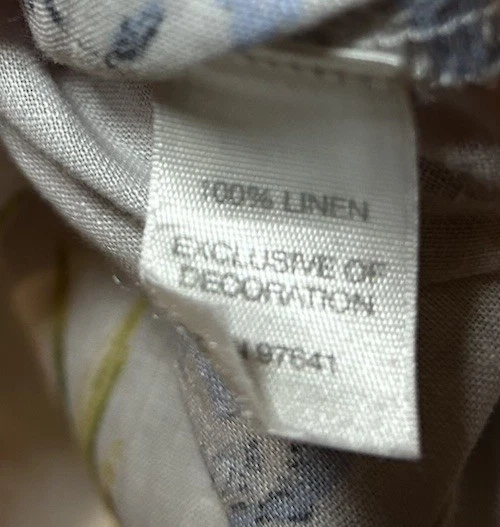 100% LINEN
EXCLUSIVE OF
DECORATION
N 97641